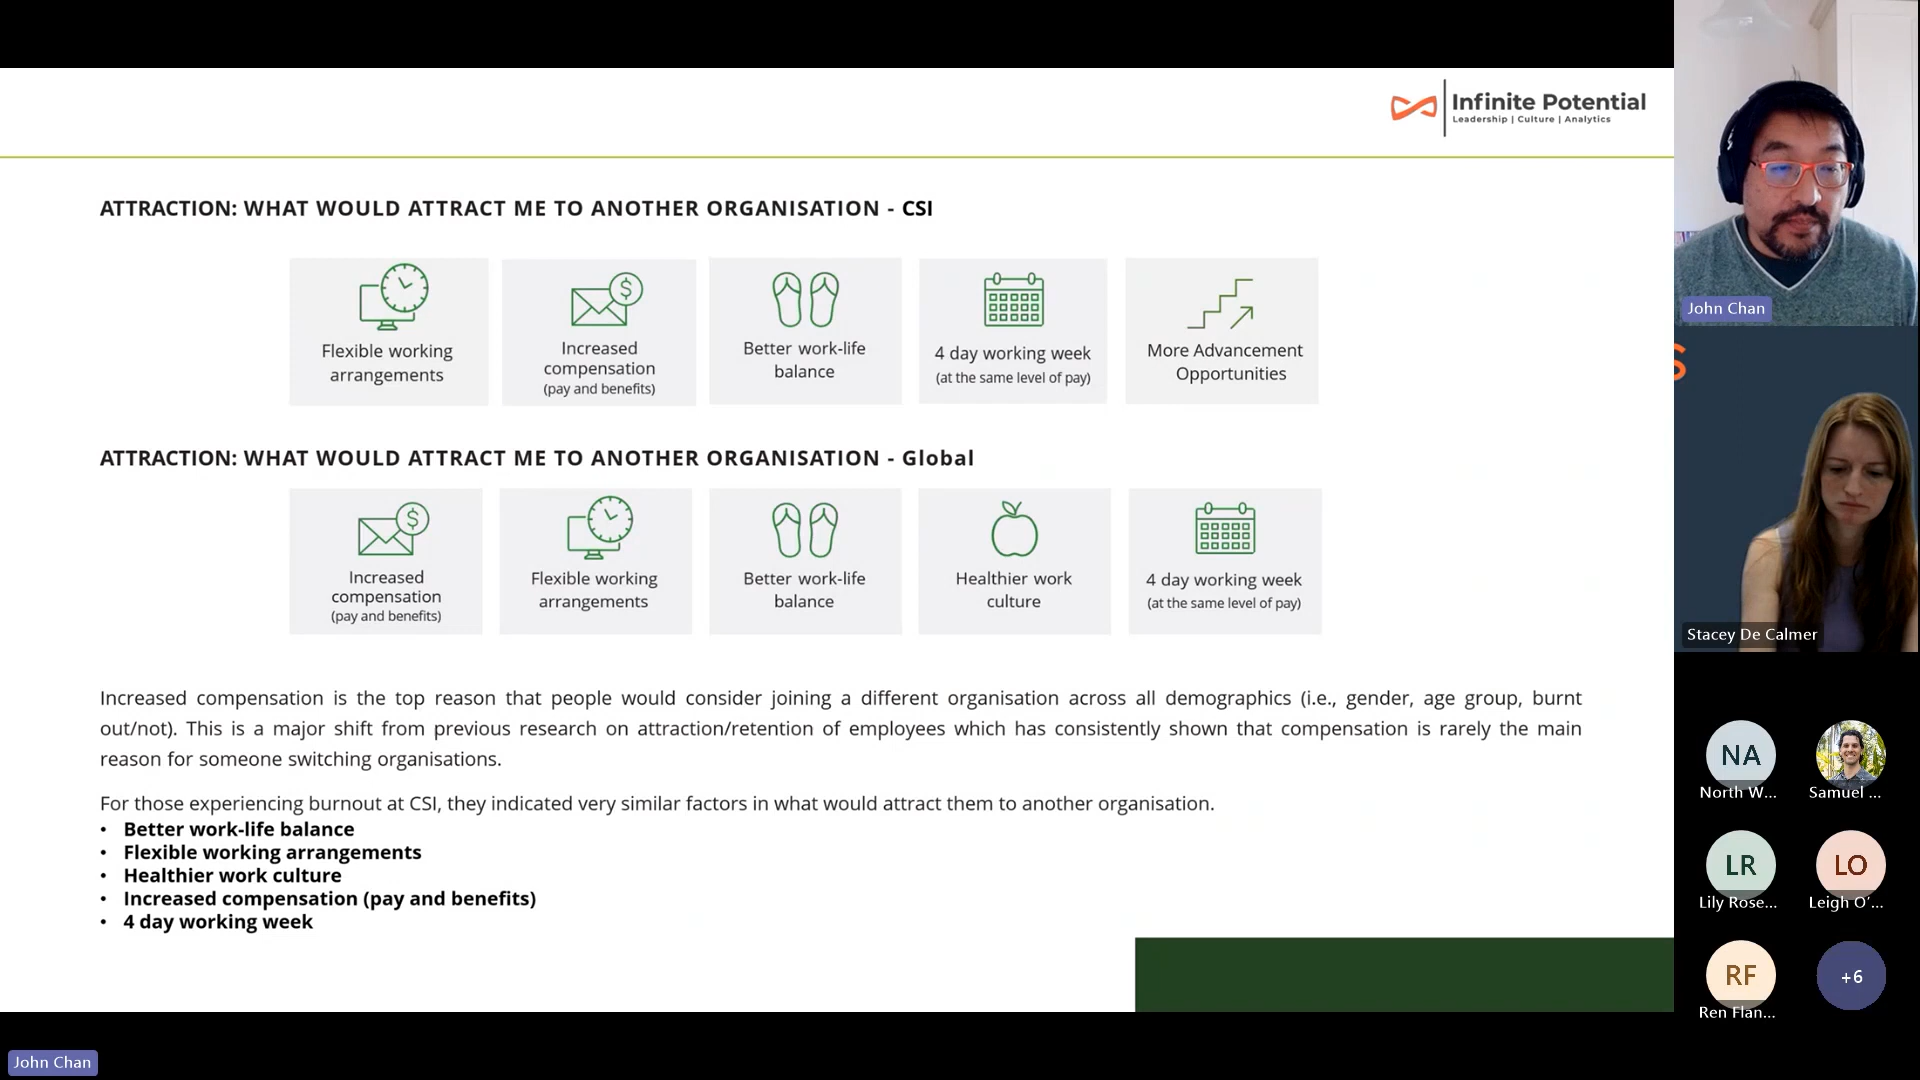 Infinite Potential
Leadership | Culture | Analytics
ATTRACTION: WHAT WOULD ATTRACT ME TO ANOTHER ORGANISATION - CSI
Flexible working
arrangements
Increased
compensation
(pay and benefits)
Better work-life
balance
4 day working week
(at the same level of pay)
More Advancement
Opportunities
ATTRACTION: WHAT WOULD ATTRACT ME TO ANOTHER ORGANISATION - Global
Increased
compensation
(pay and benefits)
Flexible working
arrangements
Better work-life
balance
Healthier work
culture
4 day working week
(at the same level of pay)
Increased compensation is the top reason that people would consider joining a different organisation across all demographics (i.e., gender, age group, burnt
out/not). This is a major shift from previous research on attraction/retention of employees which has consistently shown that compensation is rarely the main
reason for someone switching organisations.
For those experiencing burnout at CSI, they indicated very similar factors in what would attract them to another organisation.
• Better work-life balance
• Flexible working arrangements
• Healthier work culture
• Increased compensation (pay and benefits)
• 4 day working week
John Chan
S
Stacey De Calmer
NA
North W...
Samuel ...
LR
Lily Rose...
LO
Leigh O'...
RF
Ren Flan...
+6
John Chan